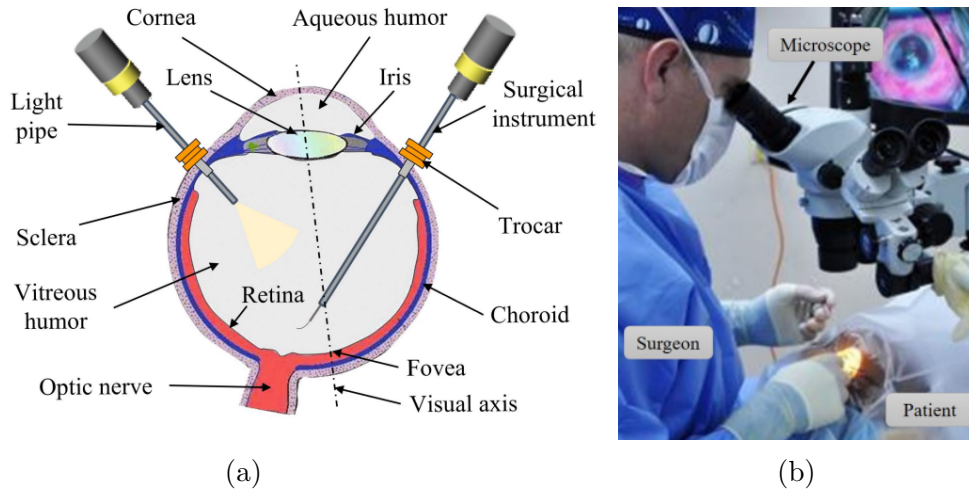 Cornea
Aqueous humor
Lens
Iris
Light
pipe
Surgical
instrument
Sclera
Trocar
Vitreous
humor
Retina
Choroid
Optic nerve
Fovea
Visual axis
(a)
Microscope
Surgeon
Patient
(b)